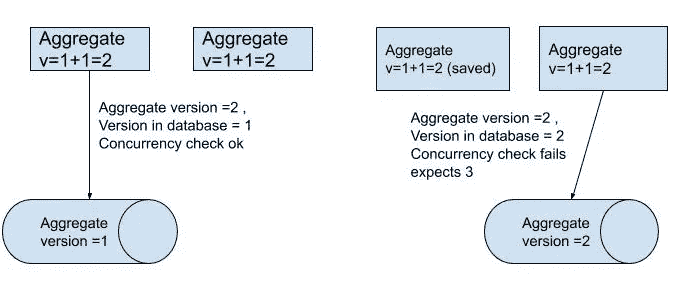 Aggregate
v=1+1=2
Aggregate
v=1+1=2
Aggregate version =2 ,
Version in database = 1
Concurrency check ok
Aggregate
version =1
Aggregate
v=1+1=2 (saved)
Aggregate
v=1+1=2
Aggregate version =2 ,
Version in database = 2
Concurrency check fails
expects 3
Aggregate
version =2